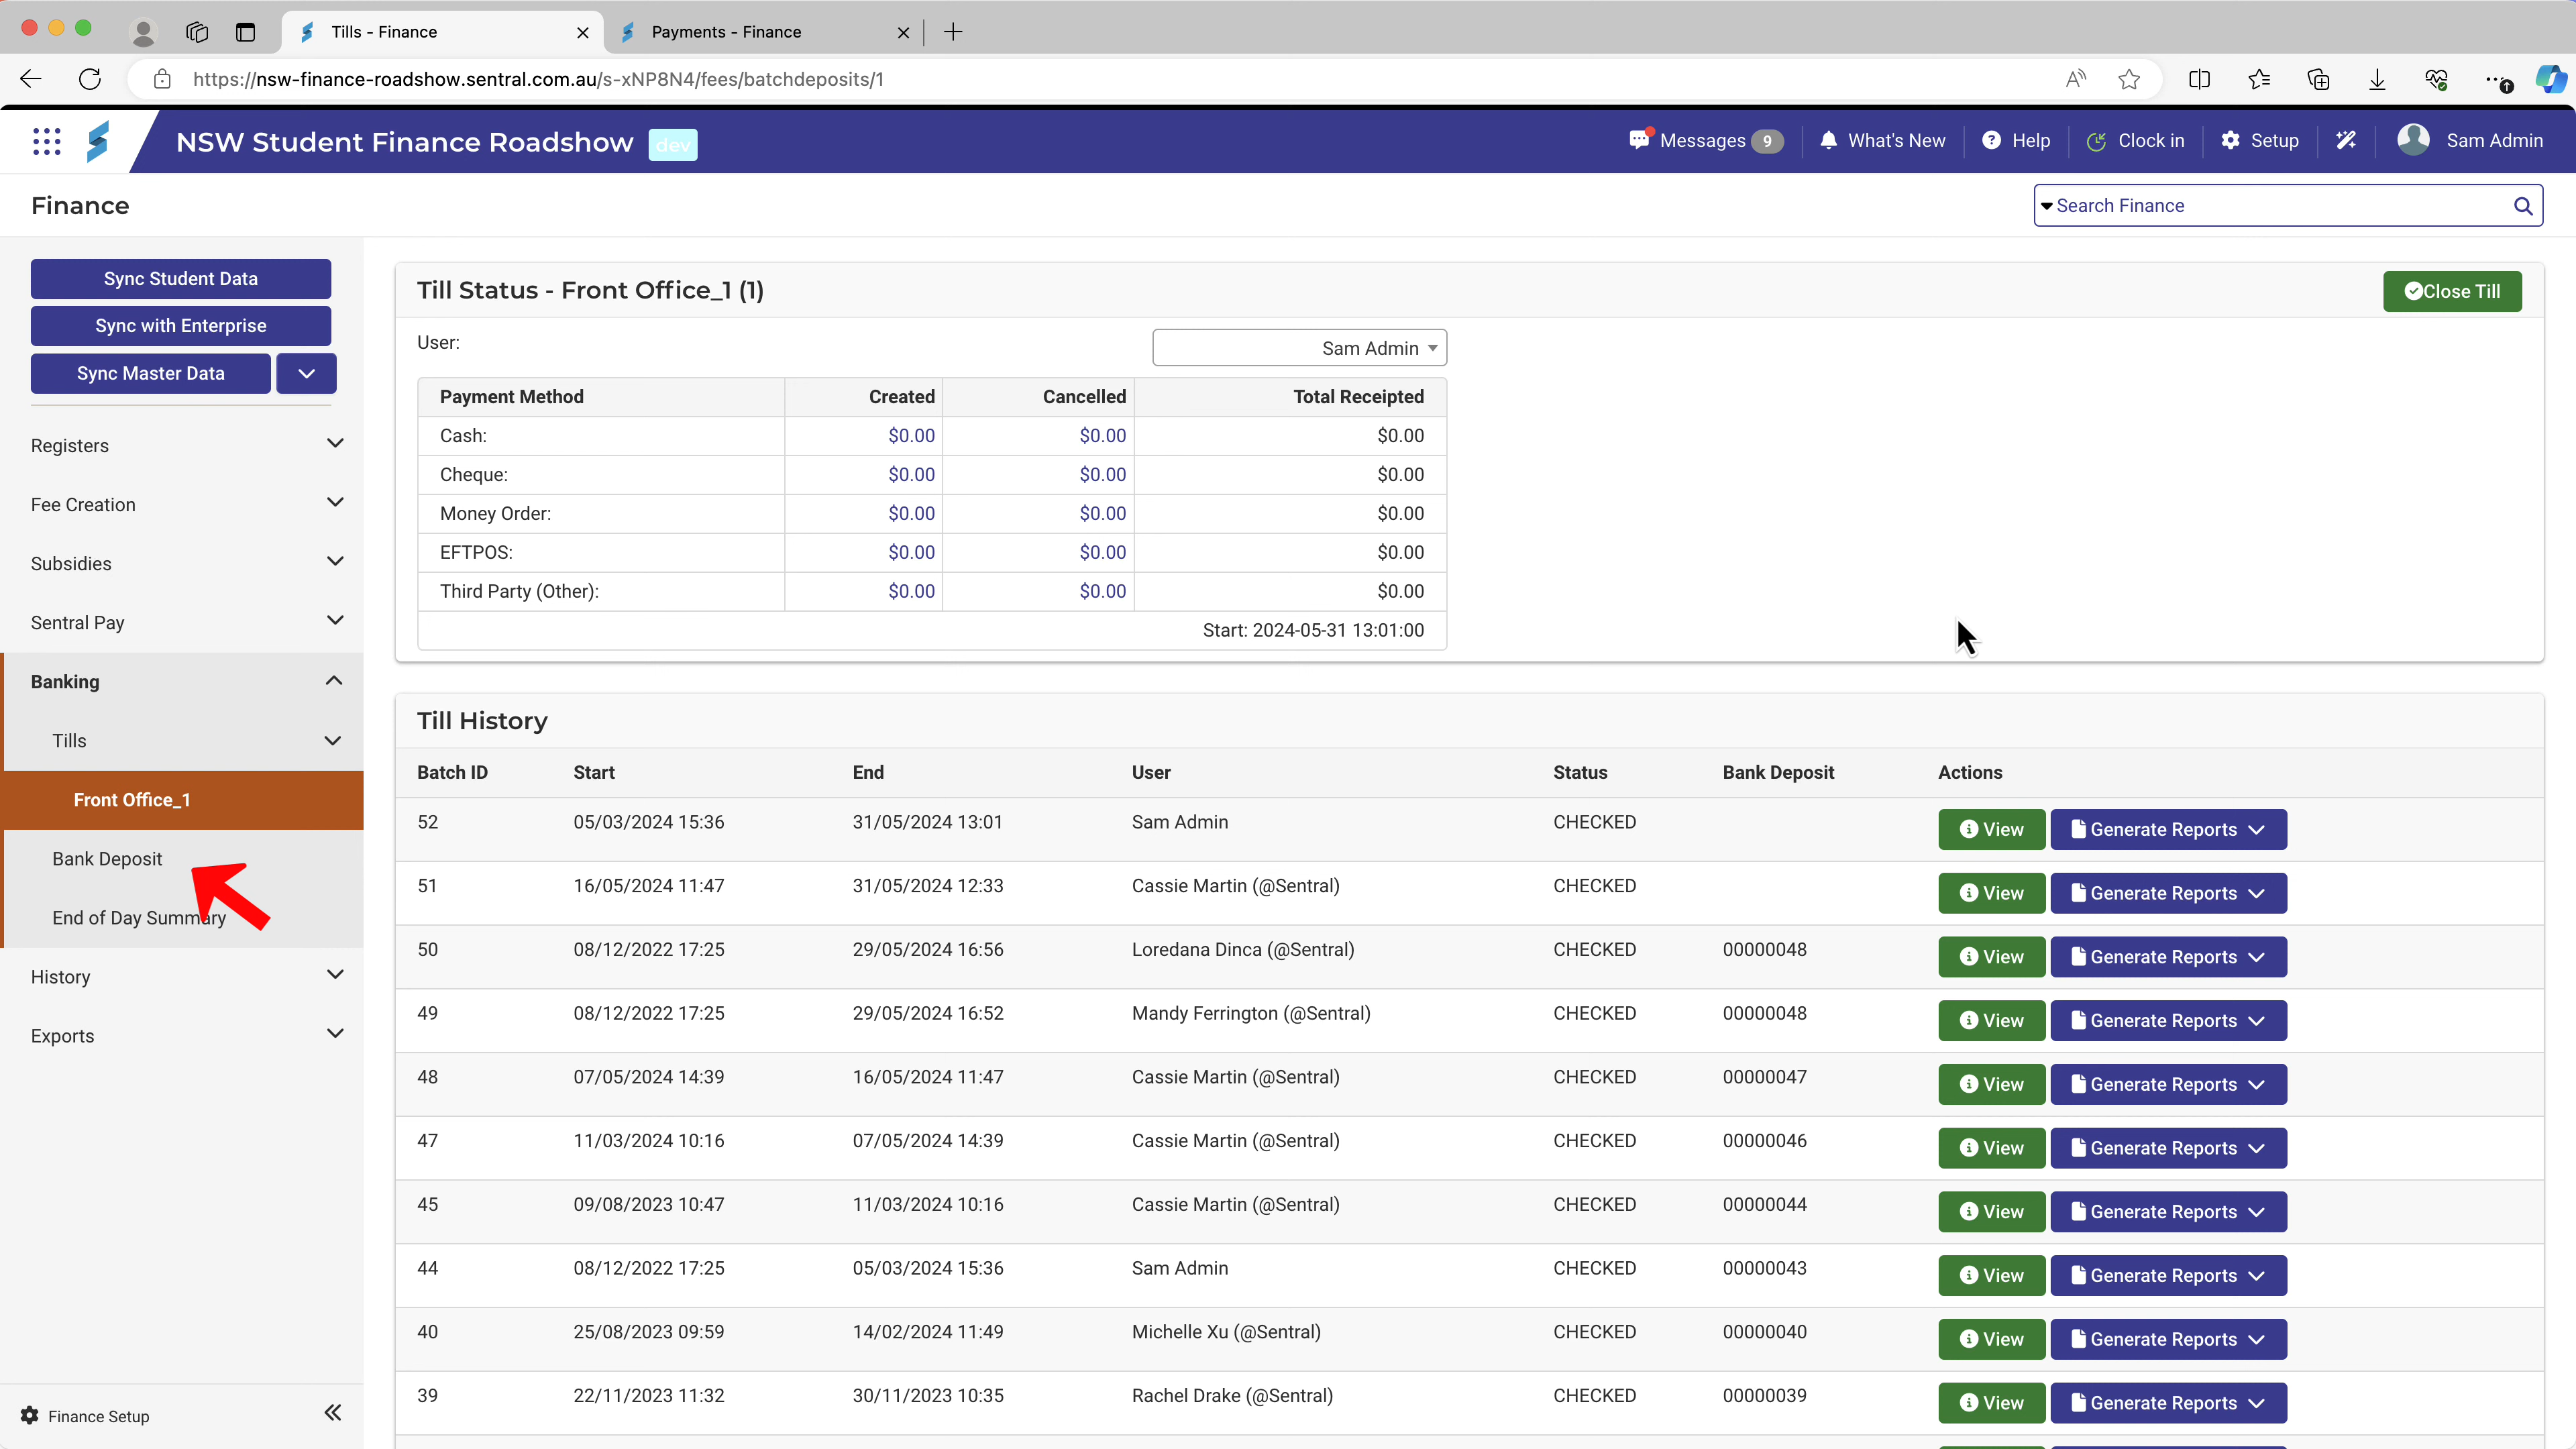 Tills - Finance
Payments - Finance
https://nsw-finance-roadshow.sentral.com.au/s-xNP8N4/fees/batchdeposits/1
NSW Student Finance Roadshow dev
Messages 9
What's New
Help
Clock in
Setup
Sam Admin
Finance
Search Finance
Sync Student Data
Sync with Enterprise
Sync Master Data
Registers
Fee Creation
Subsidies
Sentral Pay
Banking
Tills
Front Office_1
Bank Deposit
End of Day Summary
History
Exports
Finance Setup
Till Status - Front Office_1 (1)
Close Till
User: Sam Admin
Payment Method Created Cancelled Total Receipted
Cash: $0.00 $0.00 $0.00
Cheque: $0.00 $0.00 $0.00
Money Order: $0.00 $0.00 $0.00
EFTPOS: $0.00 $0.00 $0.00
Third Party (Other): $0.00 $0.00 $0.00
Start: 2024-05-31 13:01:00
Till History
Batch ID Start End User Status Bank Deposit Actions
52 05/03/2024 15:36 31/05/2024 13:01 Sam Admin CHECKED View Generate Reports
51 16/05/2024 11:47 31/05/2024 12:33 Cassie Martin (@Sentral) CHECKED View Generate Reports
50 08/12/2022 17:25 29/05/2024 16:56 Loredana Dinca (@Sentral) CHECKED 00000048 View Generate Reports
49 08/12/2022 17:25 29/05/2024 16:52 Mandy Ferrington (@Sentral) CHECKED 00000048 View Generate Reports
48 07/05/2024 14:39 16/05/2024 11:47 Cassie Martin (@Sentral) CHECKED 00000047 View Generate Reports
47 11/03/2024 10:16 07/05/2024 14:39 Cassie Martin (@Sentral) CHECKED 00000046 View Generate Reports
45 09/08/2023 10:47 11/03/2024 10:16 Cassie Martin (@Sentral) CHECKED 00000044 View Generate Reports
44 08/12/2022 17:25 05/03/2024 15:36 Sam Admin CHECKED 00000043 View Generate Reports
40 25/08/2023 09:59 14/02/2024 11:49 Michelle Xu (@Sentral) CHECKED 00000040 View Generate Reports
39 22/11/2023 11:32 30/11/2023 10:35 Rachel Drake (@Sentral) CHECKED 00000039 View Generate Reports